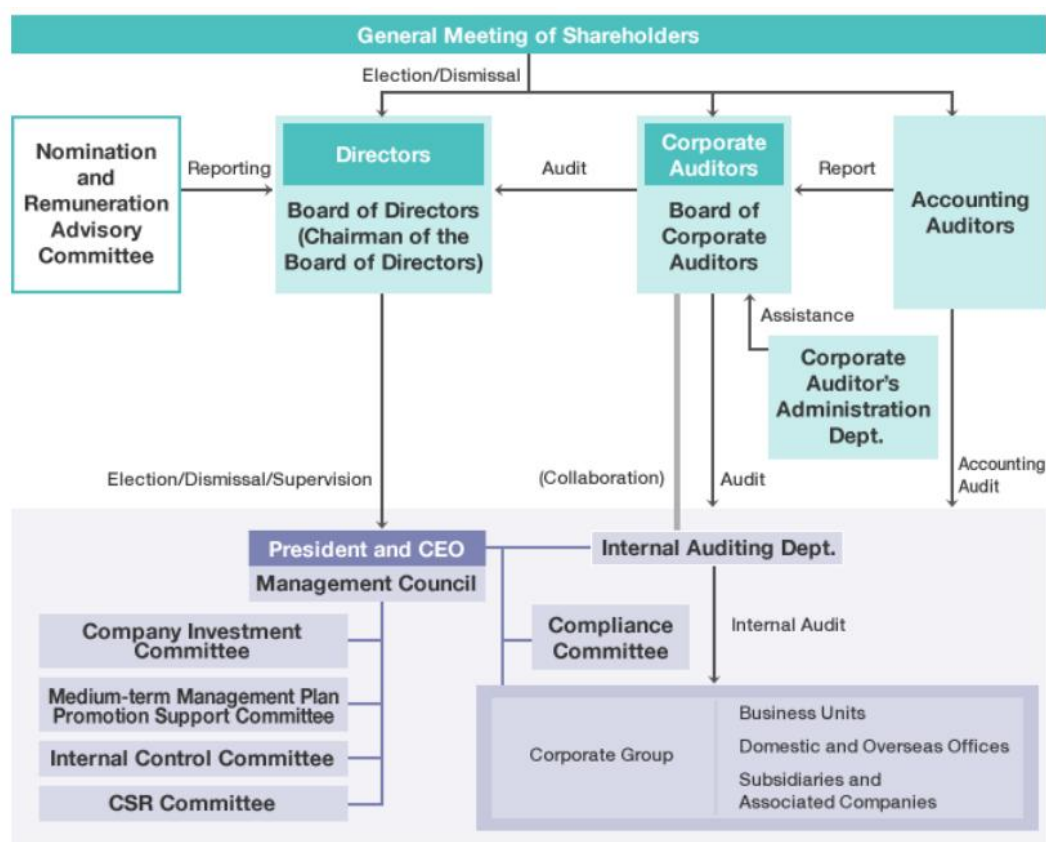 General Meeting of Shareholders
Election/Dismissal
Nomination
and
Remuneration
Advisory
Committee
Reporting
Directors
Board of Directors
(Chairman of the
Board of Directors)
Audit
Corporate
Auditors
Board of
Corporate
Auditors
Report
Accounting
Auditors
Assistance
Corporate
Auditor's
Administration
Dept.
Election/Dismissal/Supervision
(Collaboration)
Audit
Accounting
Audit
President and CEO
Management Council
Internal Auditing Dept.
Company Investment
Committee
Medium-term Management Plan
Promotion Support Committee
Internal Control Committee
CSR Committee
Compliance
Committee
Internal Audit
Corporate Group
Business Units
Domestic and Overseas Offices
Subsidiaries and
Associated Companies